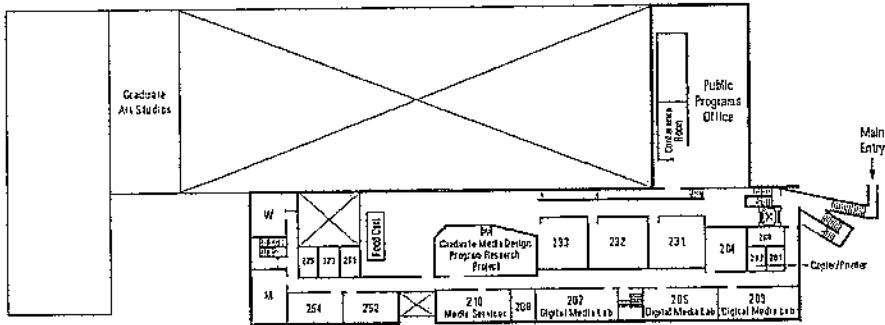 Graduate
Art Studios
Public
Programs
Office
Conference
Room
Main
Entry
W
Food Cart
Graduate Media Design
Program Research
Project
233
232
231
204
Copier/Printer
M
254
252
210
Media Services
208
207
Digital Media Lab
205
Digital Media Lab
203
Digital Media Lab